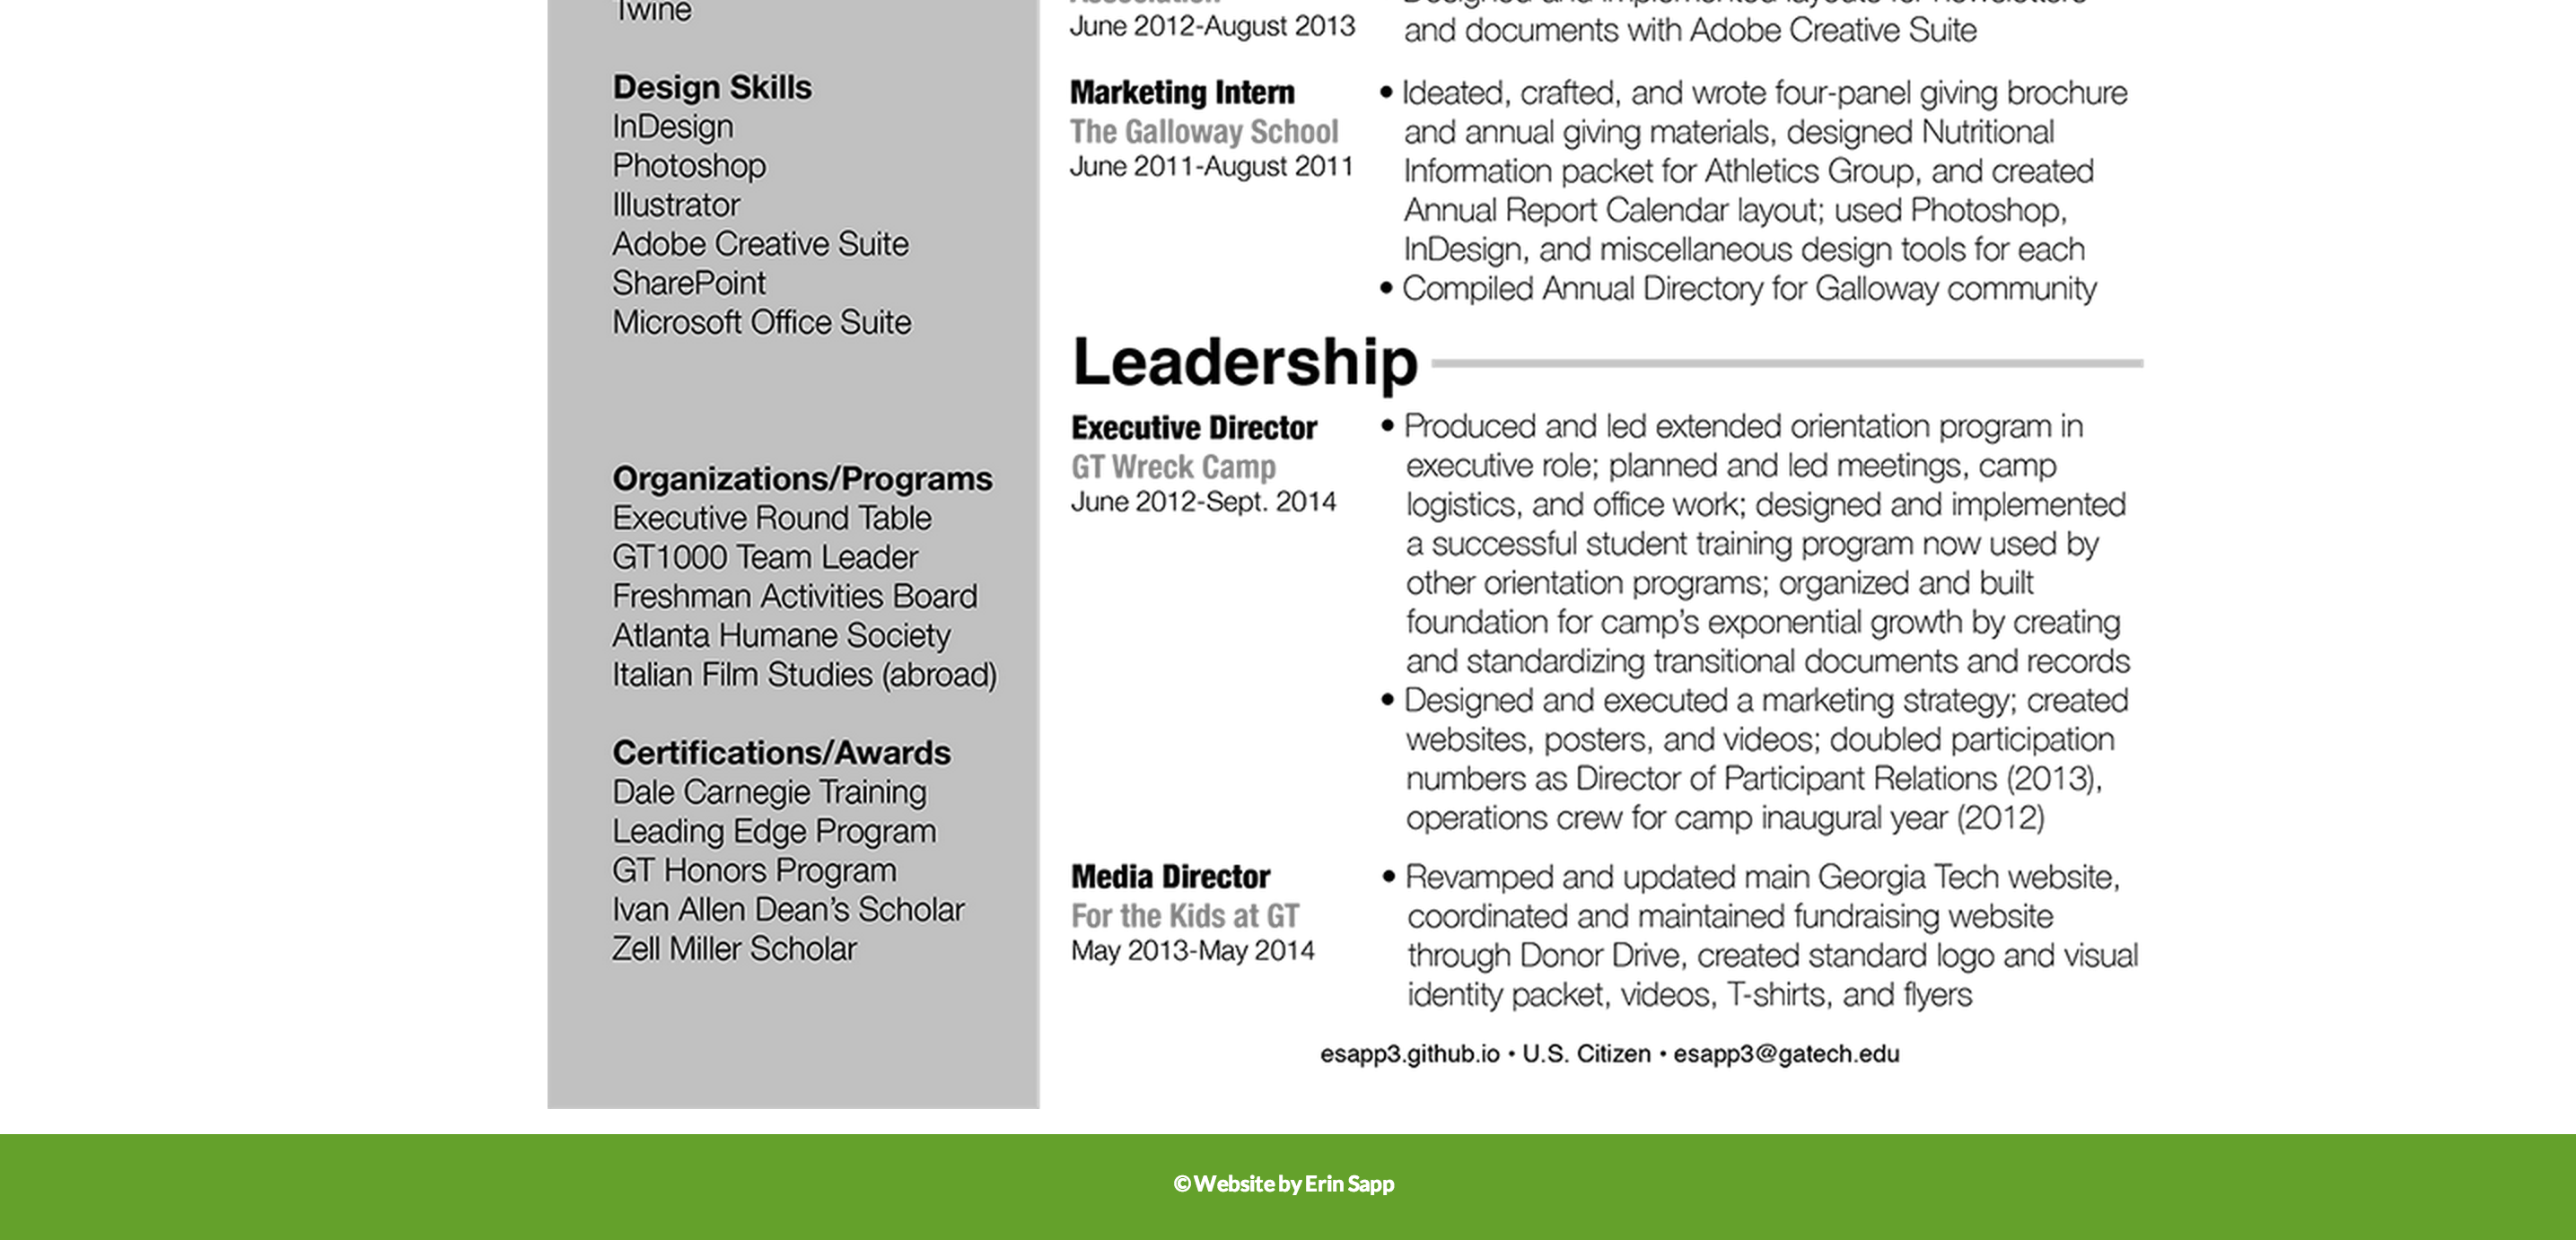 Twine
Design Skills
InDesign
Photoshop
Illustrator
Adobe Creative Suite
SharePoint
Microsoft Office Suite
Organizations/Programs
Executive Round Table
GT1000 Team Leader
Freshman Activities Board
Atlanta Humane Society
Italian Film Studies (abroad)
Certifications/Awards
Dale Carnegie Training
Leading Edge Program
GT Honors Program
Ivan Allen Dean's Scholar
Zell Miller Scholar
Association
June 2012-August 2013
Designed and implemented layouts for newsletters
and documents with Adobe Creative Suite
Marketing Intern
The Galloway School
June 2011-August 2011
• Ideated, crafted, and wrote four-panel giving brochure
and annual giving materials, designed Nutritional
Information packet for Athletics Group, and created
Annual Report Calendar layout; used Photoshop,
InDesign, and miscellaneous design tools for each
• Compiled Annual Directory for Galloway community
Leadership
Executive Director
GT Wreck Camp
June 2012-Sept. 2014
• Produced and led extended orientation program in
executive role; planned and led meetings, camp
logistics, and office work; designed and implemented
a successful student training program now used by
other orientation programs; organized and built
foundation for camp's exponential growth by creating
and standardizing transitional documents and records
• Designed and executed a marketing strategy; created
websites, posters, and videos; doubled participation
numbers as Director of Participant Relations (2013),
operations crew for camp inaugural year (2012)
Media Director
For the Kids at GT
May 2013-May 2014
• Revamped and updated main Georgia Tech website,
coordinated and maintained fundraising website
through Donor Drive, created standard logo and visual
identity packet, videos, T-shirts, and flyers
esapp3.github.io • U.S. Citizen • esapp3@gatech.edu
© Website by Erin Sapp